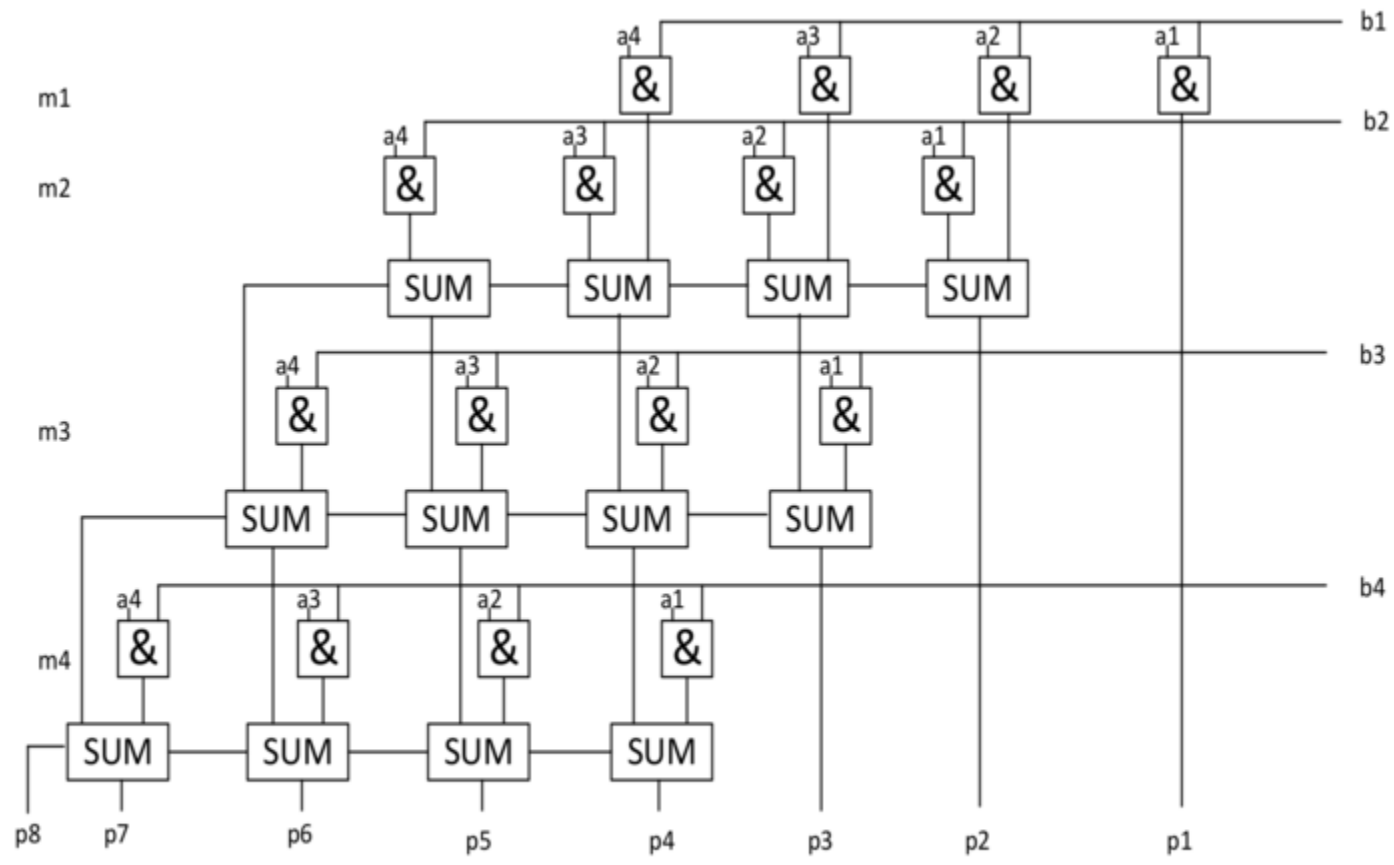 b1
a4 a3 a2 a1
& & & &
m1
b2
a4 a3 a2 a1
& & & &
m2
SUM SUM SUM SUM
b3
a4 a3 a2 a1
& & & &
m3
SUM SUM SUM SUM
b4
a4 a3 a2 a1
& & & &
m4
SUM SUM SUM SUM
p8 p7 p6 p5 p4 p3 p2 p1